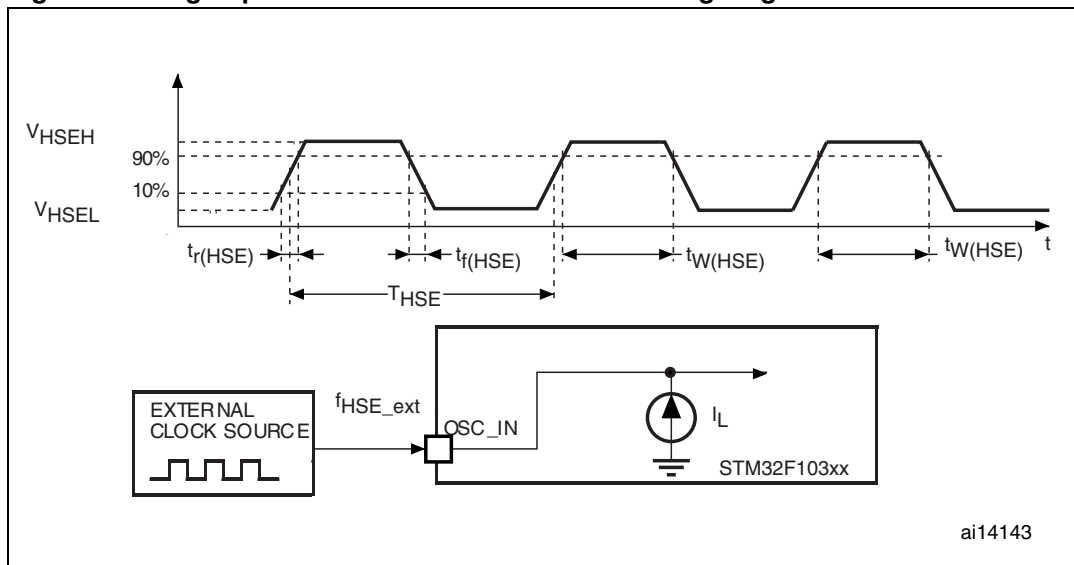 VHSEH
90%
10%
VHSEL
tr(HSE)
tf(HSE)
tW(HSE)
tW(HSE)
t
THSE
EXTERNAL
CLOCK SOURCE
fHSE_ext
OSC_IN
IL
STM32F103xx
ai14143